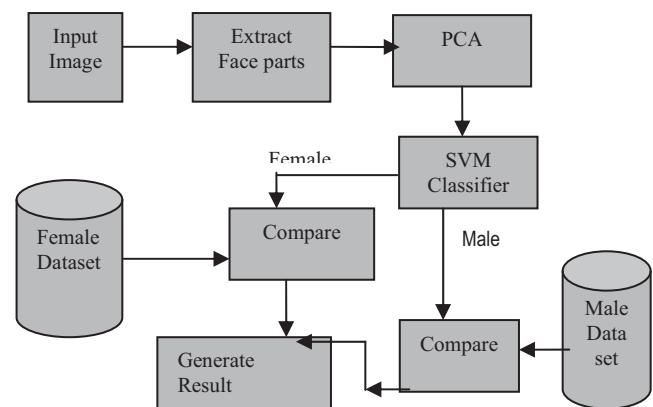 Input
Image
Extract
Face parts
PCA
SVM
Classifier
Female
Female
Dataset
Compare
Male
Male
Data
set
Compare
Generate
Result